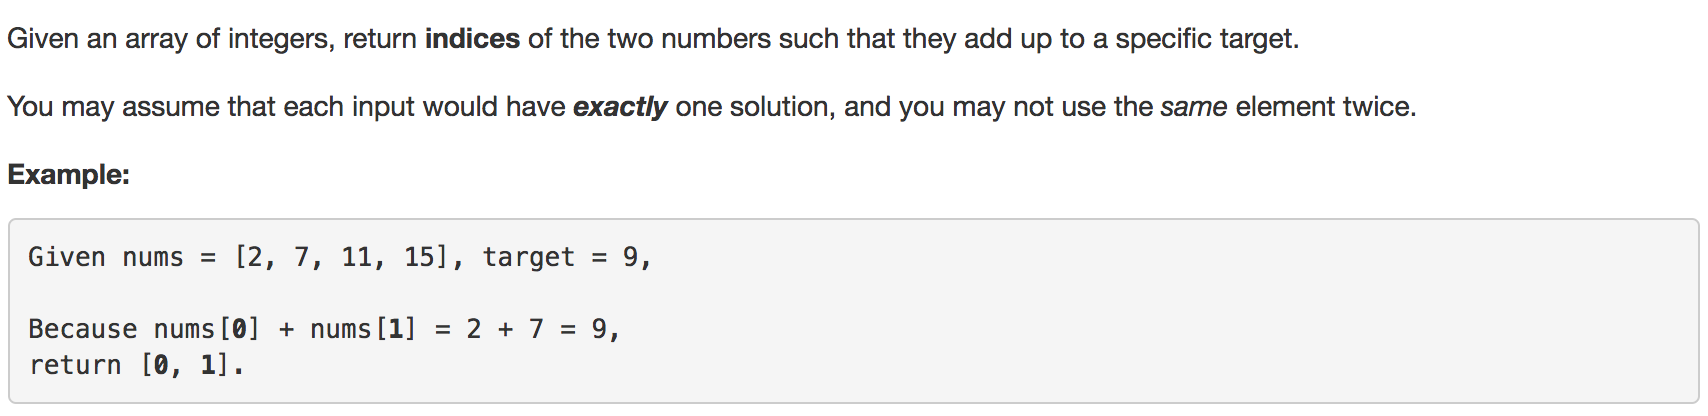 Given an array of integers, return indices of the two numbers such that they add up to a specific target.
You may assume that each input would have exactly one solution, and you may not use the same element twice.
Example:
Given nums = [2, 7, 11, 15], target = 9,
Because nums[0] + nums[1] = 2 + 7 = 9,
return [0, 1].